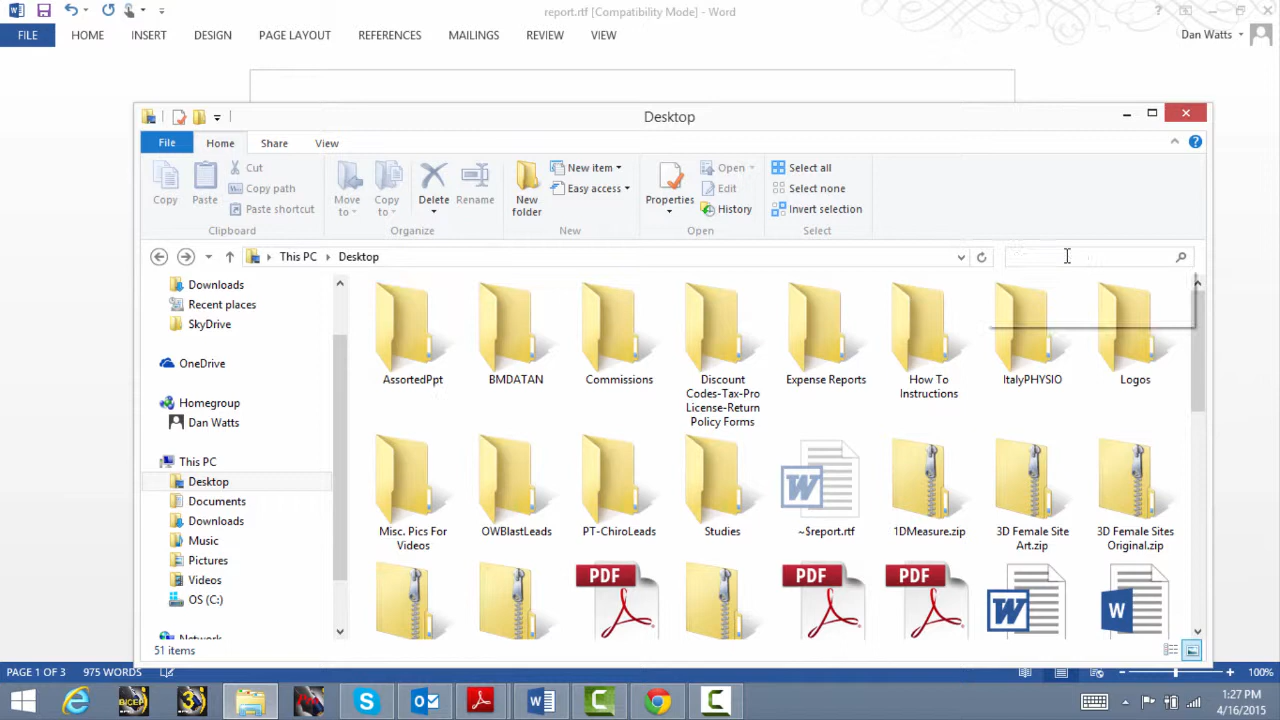 report.rtf [Compatibility Mode] - Word
FILE HOME INSERT DESIGN PAGE LAYOUT REFERENCES MAILINGS REVIEW VIEW Dan Watts
Desktop
File Home Share View
Copy
Paste
Cut
Copy path
Paste shortcut
Clipboard
Move to
Copy to
Delete
Rename
Organize
New folder
New item
Easy access
New
Properties
Open
Edit
History
Open
Select all
Select none
Invert selection
Select
This PC Desktop
Downloads
Recent places
SkyDrive
OneDrive
Homegroup
Dan Watts
This PC
Desktop
Documents
Downloads
Music
Pictures
Videos
OS (C:)
Network
AssortedPpt
BMDATAN
Commissions
Discount
Codes-Tax-Pro
License-Return
Policy Forms
Expense Reports
How To
Instructions
ItalyPHYSIO
Logos
Misc. Pics For
Videos
OWBlastLeads
PT-ChiroLeads
Studies
~$report.rtf
1DMeasure.zip
3D Female Site
Art.zip
3D Female Sites
Original.zip
PDF
PDF
PDF
51 items
PAGE 1 OF 3 975 WORDS 100%
1:27 PM
4/16/2015